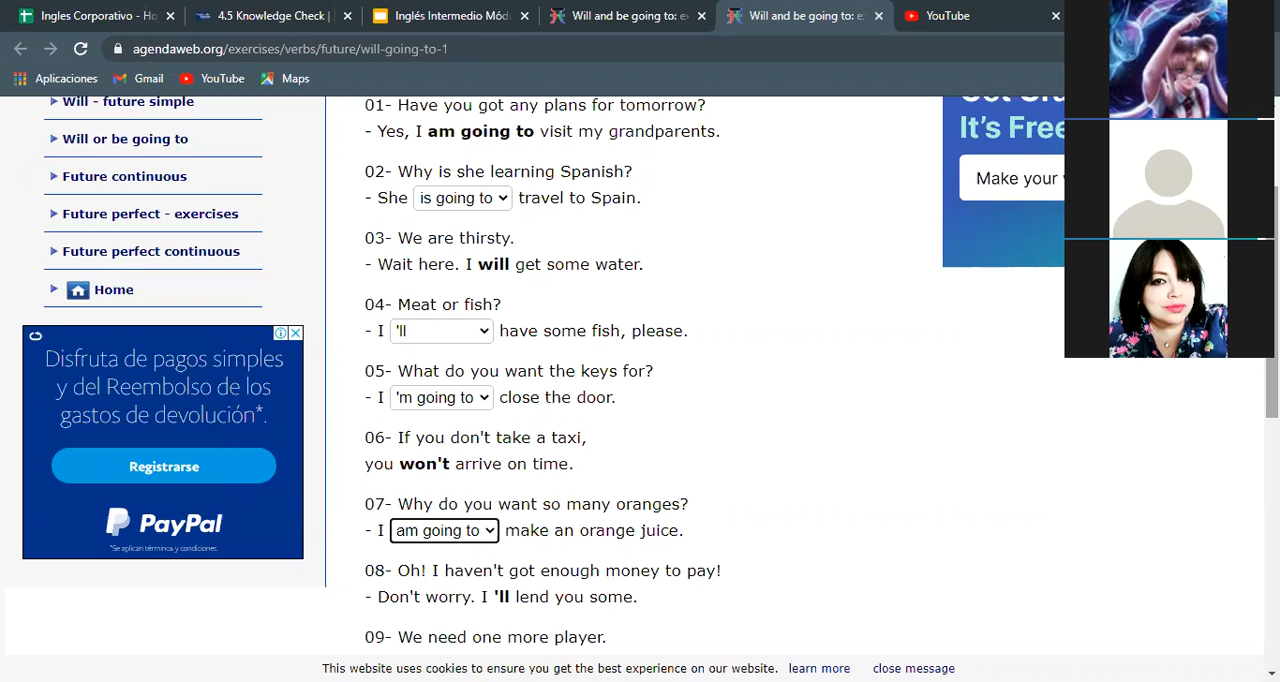 Ingles Corporativo - Ho
4.5 Knowledge Check |
Inglés Intermedio Mód
Will and be going to: ex
Will and be going to: e
YouTube
agendaweb.org/exercises/verbs/future/will-going-to-1
Aplicaciones
Gmail
YouTube
Maps
Will - future simple
Will or be going to
Future continuous
Future perfect - exercises
Future perfect continuous
Home
Disfruta de pagos simples
y del Reembolso de los
gastos de devolución*.
Registrarse
PayPal
*Se aplican términos y condiciones.
01- Have you got any plans for tomorrow?
- Yes, I am going to visit my grandparents.
02- Why is she learning Spanish?
- She is going to travel to Spain.
03- We are thirsty.
- Wait here. I will get some water.
04- Meat or fish?
- I 'll have some fish, please.
05- What do you want the keys for?
- I 'm going to close the door.
06- If you don't take a taxi,
you won't arrive on time.
07- Why do you want so many oranges?
- I am going to make an orange juice.
08- Oh! I haven't got enough money to pay!
- Don't worry. I 'll lend you some.
09- We need one more player.
It's Free
Make your
This website uses cookies to ensure you get the best experience on our website. learn more close message